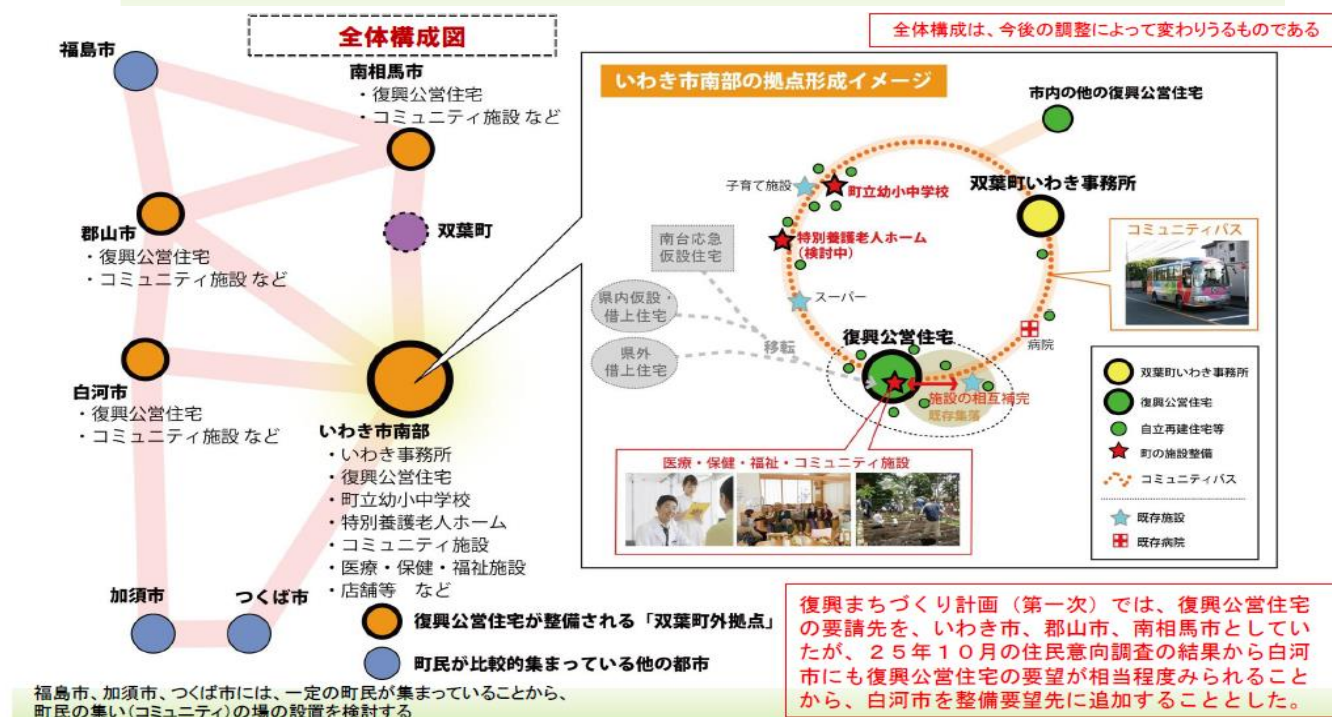 全体構成図
全体構成は、今後の調整によって変わりうるものである
福島市
南相馬市
・復興公営住宅
・コミュニティ施設 など
郡山市
・復興公営住宅
・コミュニティ施設 など
双葉町
白河市
・復興公営住宅
・コミュニティ施設 など
いわき市南部
・いわき事務所
・復興公営住宅
・町立幼小中学校
・特別養護老人ホーム
・コミュニティ施設
・医療・保健・福祉施設
・店舗等 など
加須市
つくば市
復興公営住宅が整備される「双葉町外拠点」
町民が比較的集まっている他の都市
福島市、加須市、つくば市には、一定の町民が集まっていることから、
町民の集い(コミュニティ)の場の設置を検討する
いわき市南部の拠点形成イメージ
市内の他の復興公営住宅
子育て施設
町立幼小中学校
双葉町いわき事務所
特別養護老人ホーム
(検討中)
南台応急
仮設住宅
コミュニティバス
県内仮設・
借上住宅
スーパー
県外
借上住宅
移転
復興公営住宅
病院
施設の相互補完
既存集落
医療・保健・福祉・コミュニティ施設
双葉町いわき事務所
復興公営住宅
自立再建住宅等
町の施設整備
コミュニティバス
既存施設
既存病院
復興まちづくり計画(第一次)では、復興公営住宅
の要請先を、いわき市、郡山市、南相馬市としてい
たが、25年10月の住民意向調査の結果から白河
市にも復興公営住宅の要望が相当程度みられること
から、白河市を整備要望先に追加することとした。